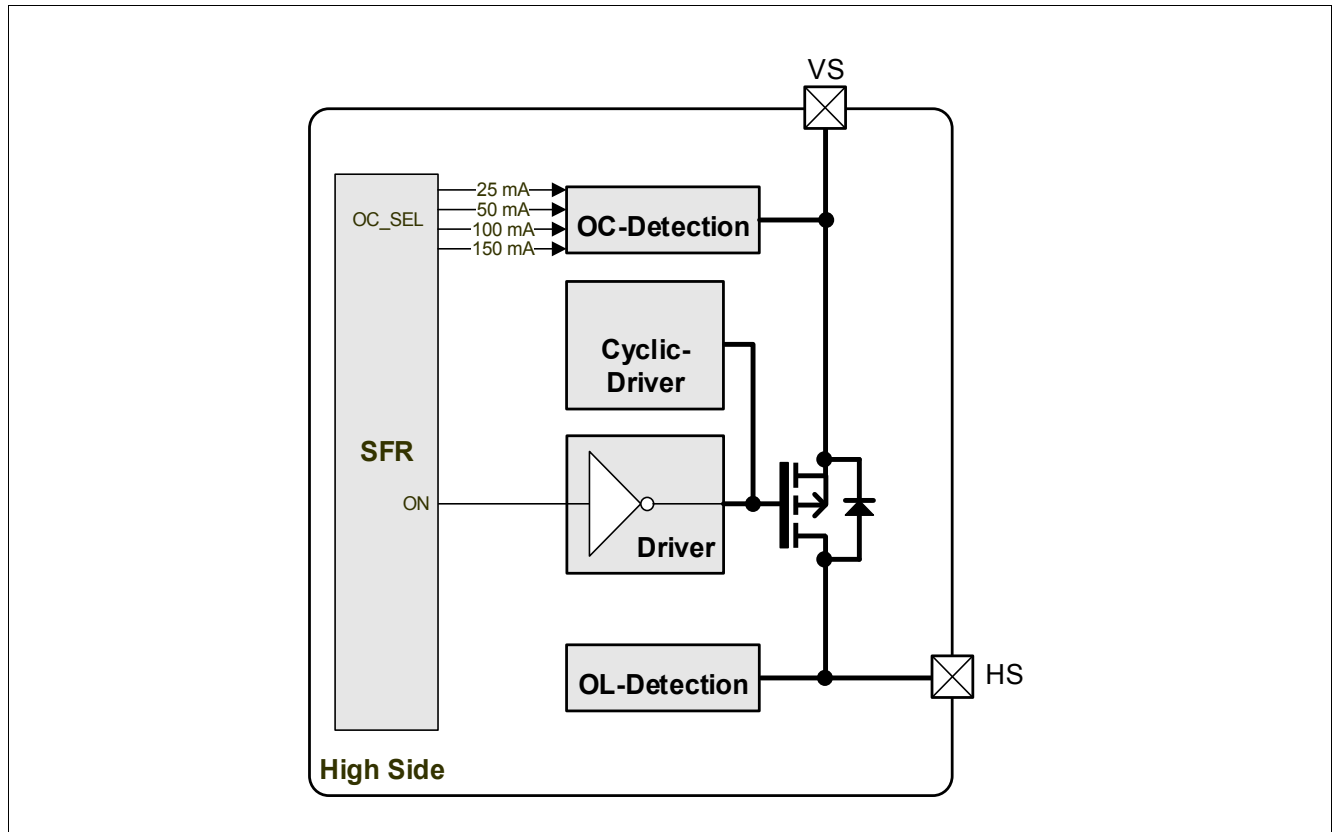 VS
25 mA
50 mA
OC_SEL
100 mA
150 mA
OC-Detection
Cyclic-
Driver
SFR
ON
Driver
OL-Detection
HS
High Side